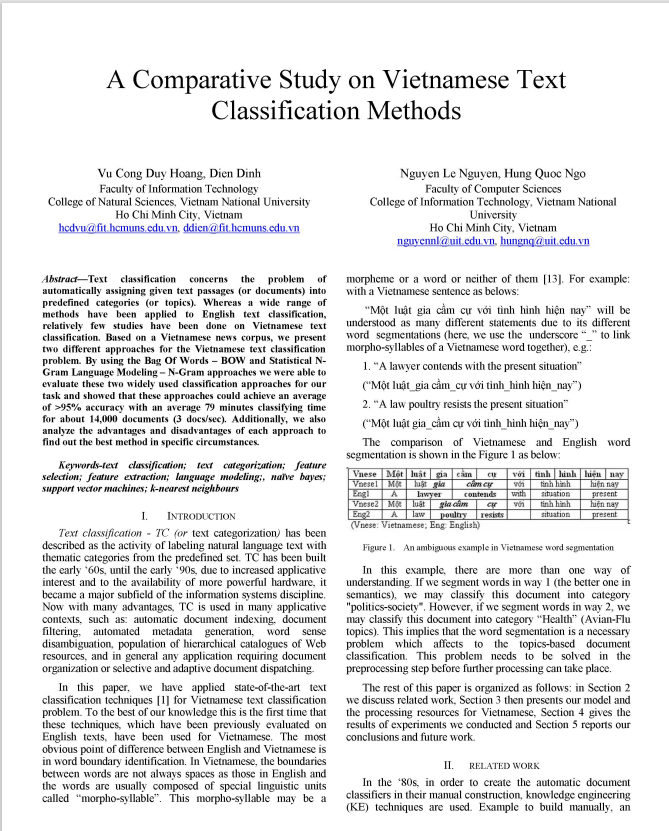 A Comparative Study on Vietnamese Text
Classification Methods
Vu Cong Duy Hoang, Dien Dinh
Faculty of Information Technology
College of Natural Sciences, Vietnam National University
Ho Chi Minh City, Vietnam
hcdvu@fit.hcmuns.edu.vn, ddien@fit.hcmuns.edu.vn
Nguyen Le Nguyen, Hung Quoc Ngo
Faculty of Computer Sciences
College of Information Technology, Vietnam National
University
Ho Chi Minh City, Vietnam
nguyennl@uit.edu.vn, hungnq@uit.edu.vn
Abstract—Text classification concerns the problem of
automatically assigning given text passages (or documents) into
predefined categories (or topics). Whereas a wide range of
methods have been applied to English text classification,
relatively few studies have been done on Vietnamese text
classification. Based on a Vietnamese news corpus, we present
two different approaches for the Vietnamese text classification
problem. By using the Bag Of Words – BOW and Statistical N-
Gram Language Modeling – N-Gram approaches we were able to
evaluate these two widely used classification approaches for our
task and showed that these approaches could achieve an average
of >95% accuracy with an average 79 minutes classifying time
for about 14,000 documents (3 docs/sec). Additionally, we also
analyze the advantages and disadvantages of each approach to
find out the best method in specific circumstances.
Keywords-text classification; text categorization; feature
selection; feature extraction; language modeling;, naïve bayes;
support vector machines; k-nearest neighbours
I. INTRODUCTION
Text classification - TC (or text categorization) has been
described as the activity of labeling natural language text with
thematic categories from the predefined set. TC has been built
the early ‘60s, until the early ‘90s, due to increased applicative
interest and to the availability of more powerful hardware, it
became a major subfield of the information systems discipline.
Now with many advantages, TC is used in many applicative
contexts, such as: automatic document indexing, document
filtering, automated metadata generation, word sense
disambiguation, population of hierarchical catalogues of Web
resources, and in general any application requiring document
organization or selective and adaptive document dispatching.
In this paper, we have applied state-of-the-art text
classification techniques [1] for Vietnamese text classification
problem. To the best of our knowledge this is the first time that
these techniques, which have been previously evaluated on
English texts, have been used for Vietnamese. The most
obvious point of difference between English and Vietnamese is
in word boundary identification. In Vietnamese, the boundaries
between words are not always spaces as those in English and
the words are usually composed of special linguistic units
called “morpho-syllable”. This morpho-syllable may be a
morpheme or a word or neither of them [13]. For example:
with a Vietnamese sentence as belows:
“Một luật gia cầm cự với tình hình hiện nay” will be
understood as many different statements due to its different
word segmentations (here, we use the underscore “_” to link
morpho-syllables of a Vietnamese word together), e.g.:
1. “A lawyer contends with the present situation”
(“Một luật_gia cầm_cự với tình_hình hiện_nay”)
2. “A law poultry resists the present situation”
(“Một luật gia_cầm cự với tình_hình hiện_nay”)
The comparison of Vietnamese and English word
segmentation is shown in the Figure 1 as below:
Vnese Một luật gia cầm cự với tình hình hiện nay
Vnese1 Một luật gia cầm cự với tình hình hiện nay
Eng1 A lawyer contends with situation present
Vnese2 Một luật gia cầm cự với tình hình hiện nay
Eng2 A law poultry resists situation present
(Vnese: Vietnamese; Eng: English)
Figure 1. An ambiguous example in Vietnamese word segmentation
In this example, there are more than one way of
understanding. If we segment words in way 1 (the better one in
semantics), we may classify this document into category
"politics-society". However, if we segment words in way 2, we
may classify this document into category “Health” (Avian-Flu
topics). This implies that the word segmentation is a necessary
problem which affects to the topics-based document
classification. This problem needs to be solved in the
preprocessing step before further processing can take place.
The rest of this paper is organized as follows: in Section 2
we discuss related work, Section 3 then presents our model and
the processing resources for Vietnamese, Section 4 gives the
results of experiments we conducted and Section 5 reports our
conclusions and future work.
II. RELATED WORK
In the ‘80s, in order to create the automatic document
classifiers in their manual construction, knowledge engineering
(KE) techniques are used. Example to build manually, an